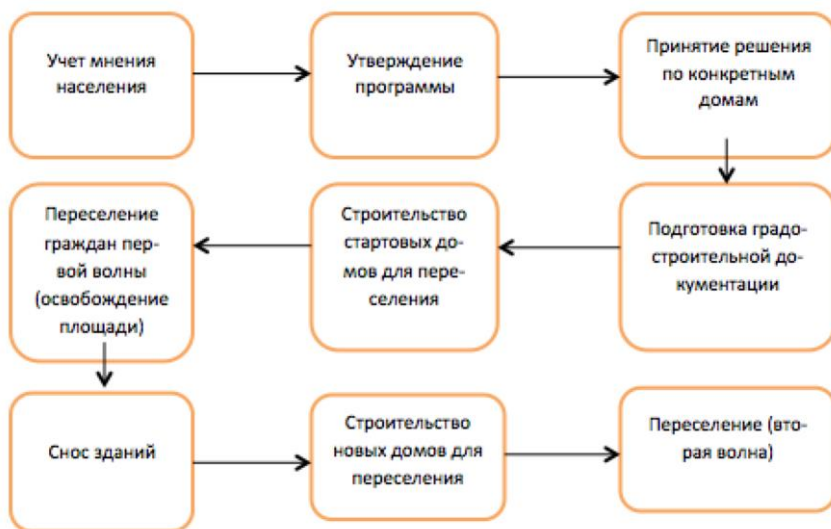 Учет мнения
населения
Утверждение
программы
Принятие решения
по конкретным
домам
Подготовка градо-
строительной до-
кументации
Строительство
стартовых до-
мов для пере-
селения
Переселение
граждан пер-
вой волны
(освобождение
площади)
Снос зданий
Строительство
новых домов для
переселения
Переселение (вто-
рая волна)